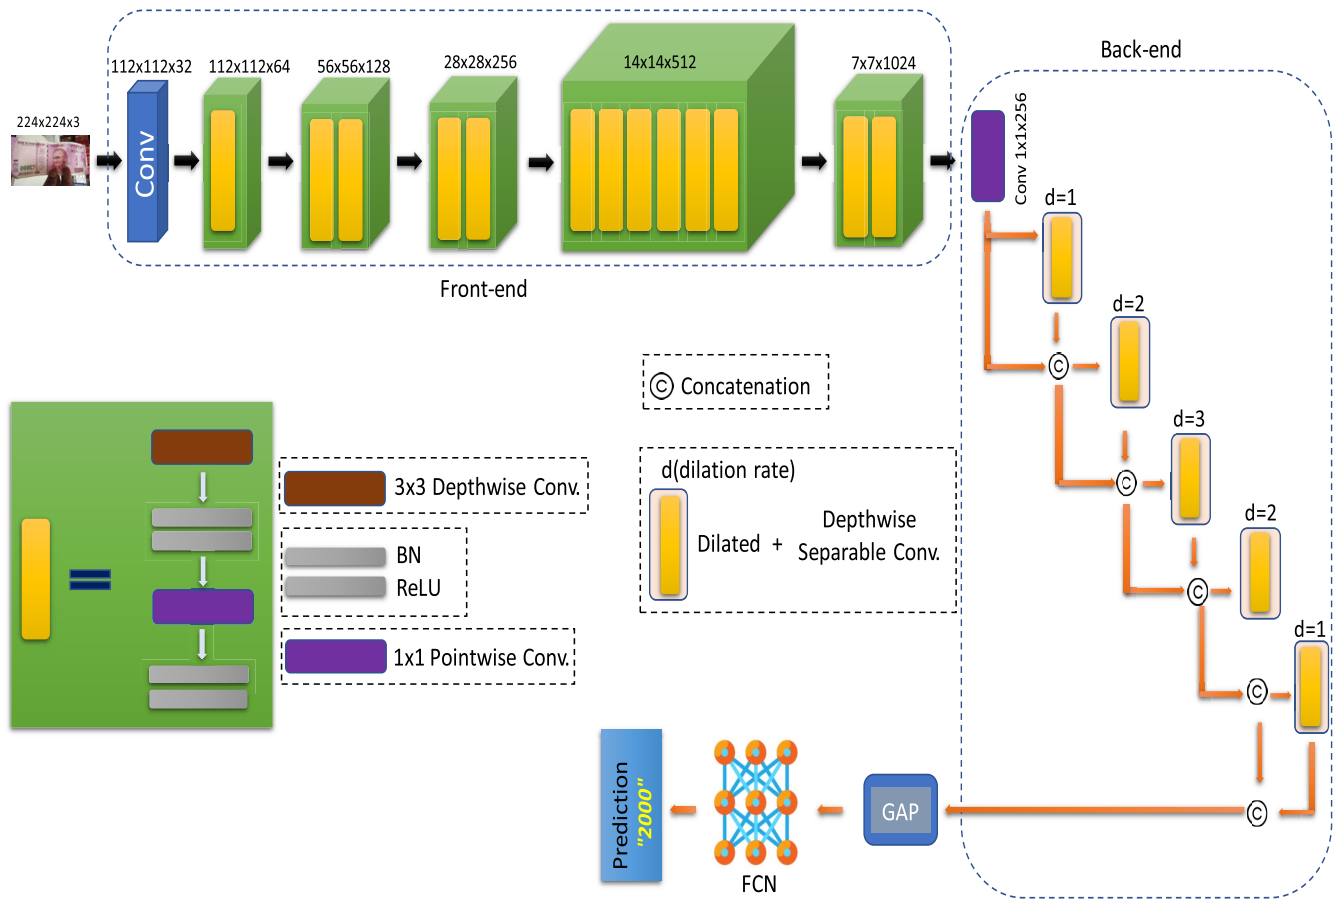 224x224x3
112x112x32
112x112x64
56x56x128
28x28x256
14x14x512
7x7x1024
Conv
Front-end
Back-end
Conv 1x1x256
d=1
d=2
d=3
d=2
d=1
C
C
C
C
C
C Concatenation
d(dilation rate)
Dilated + Depthwise
Separable Conv.
3x3 Depthwise Conv.
BN
ReLU
1x1 Pointwise Conv.
GAP
FCN
Prediction
"2000"